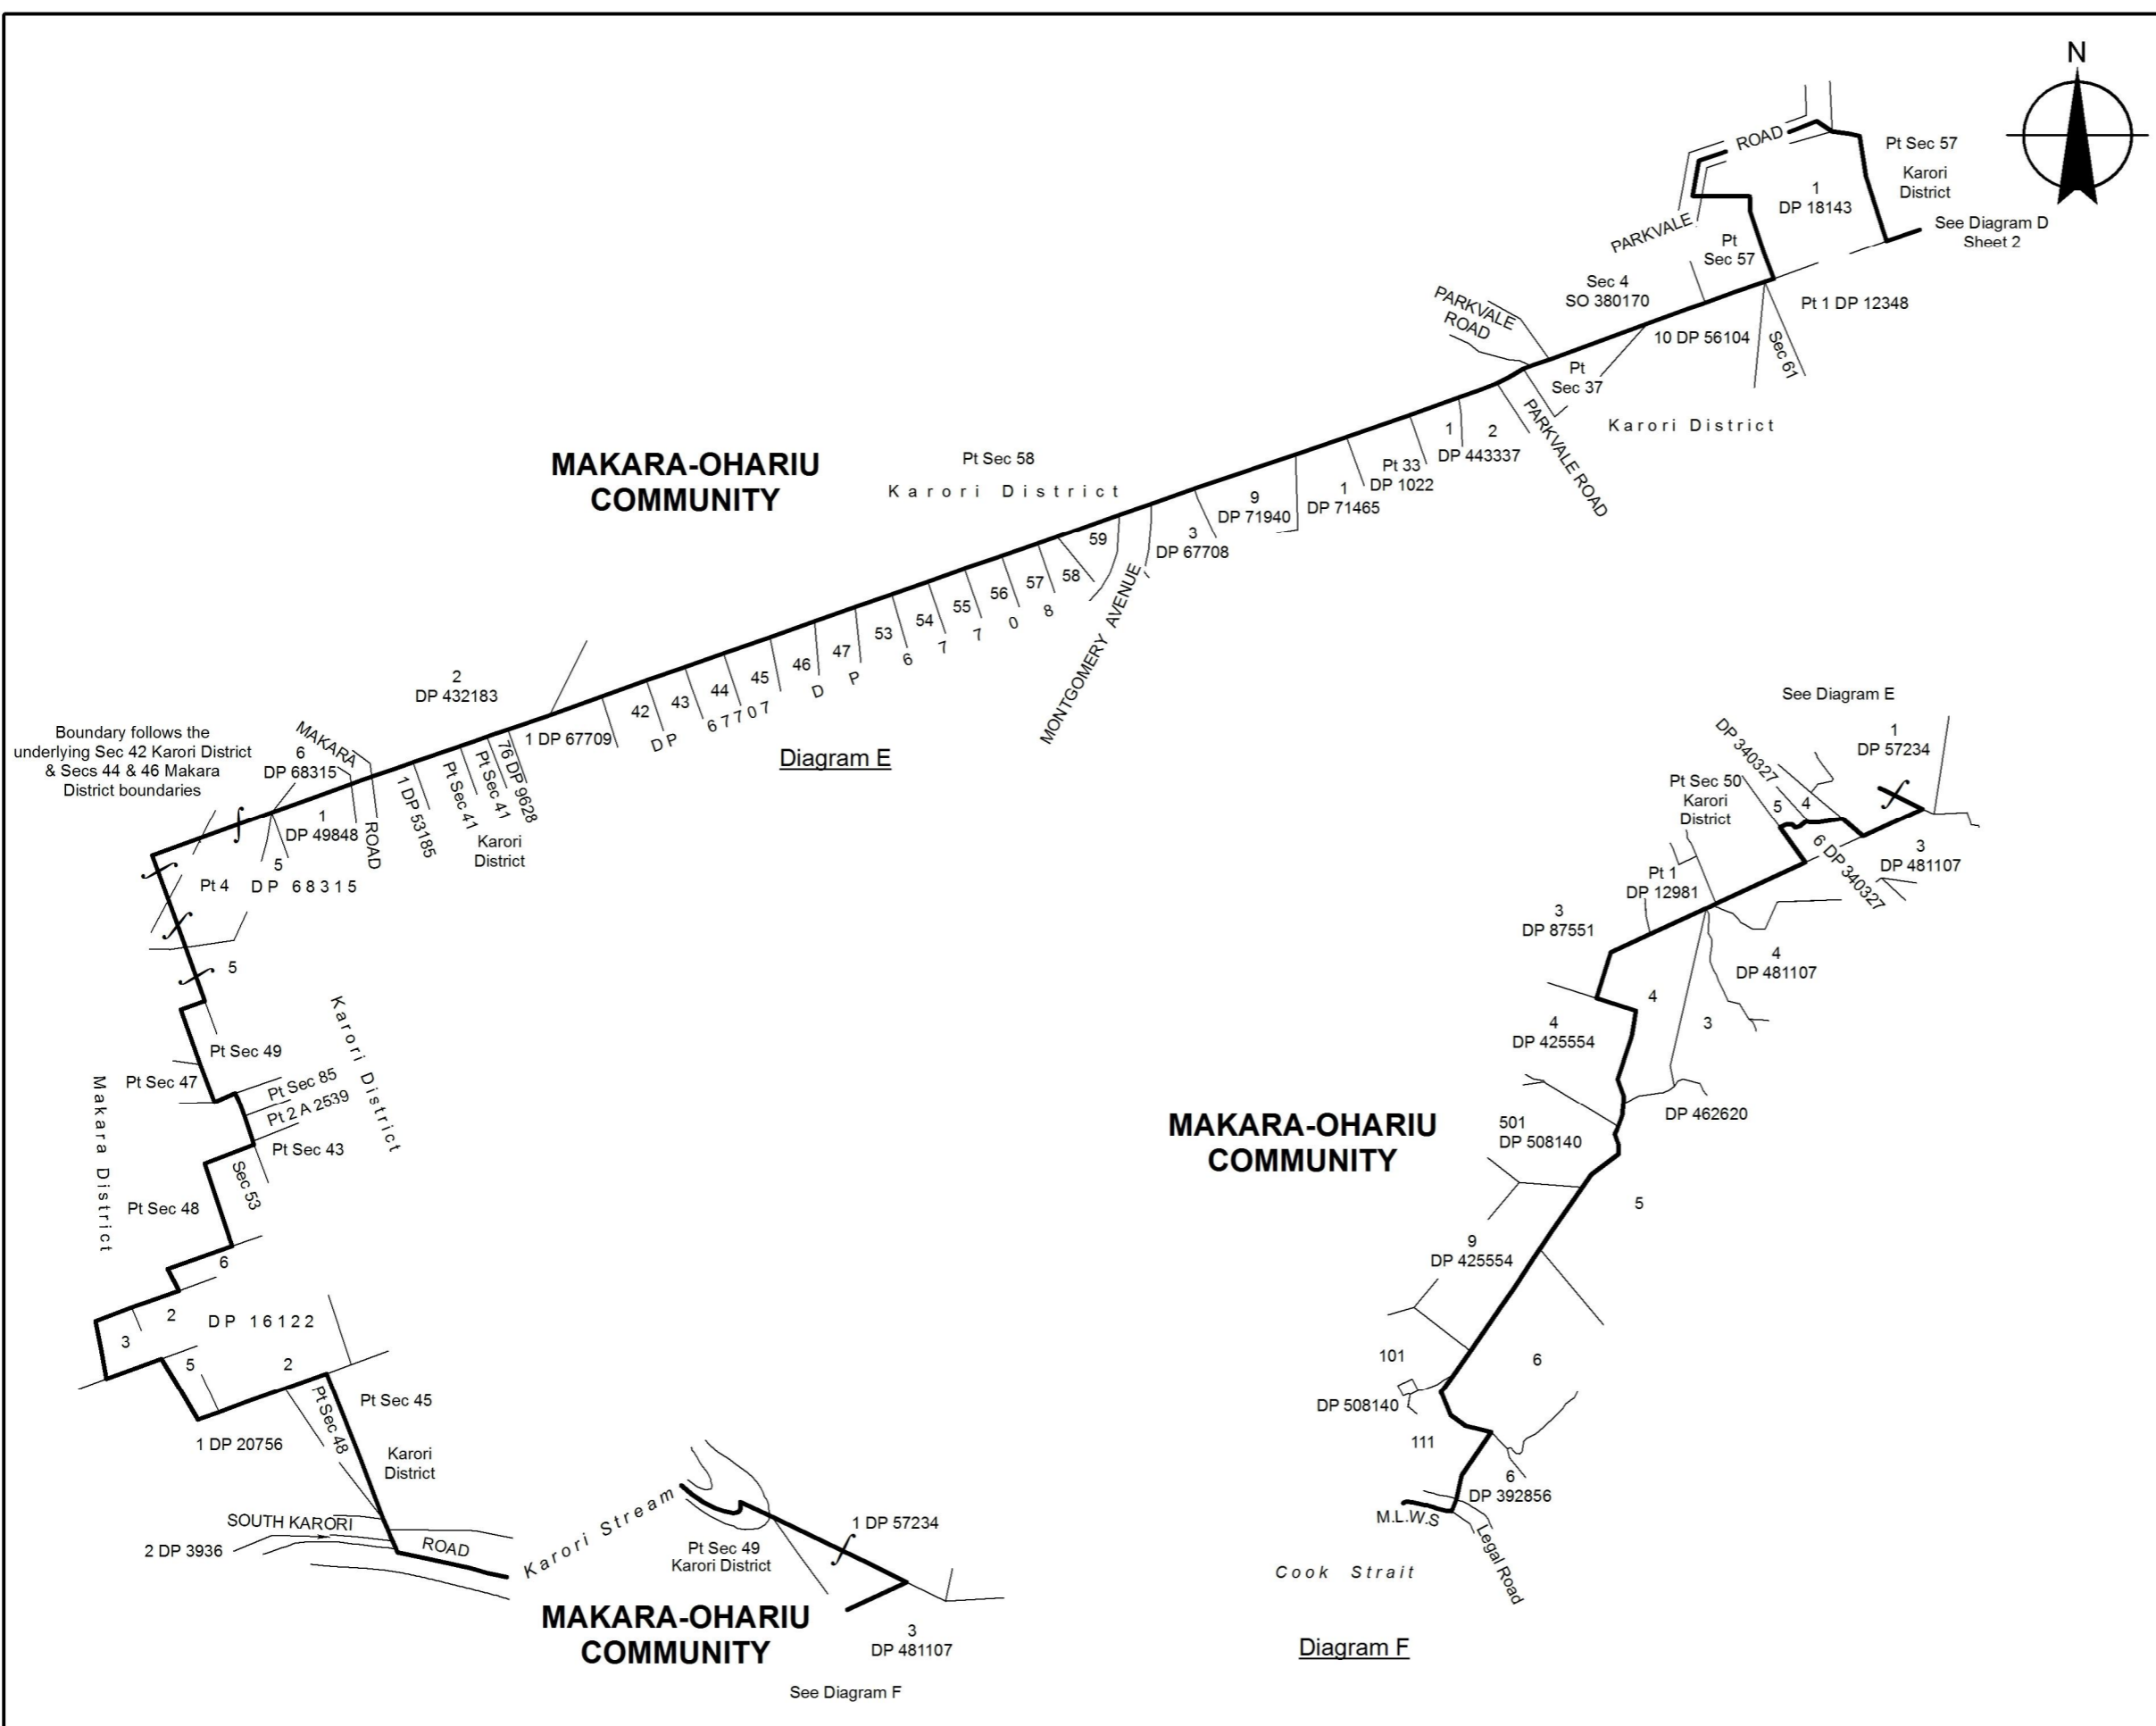 N
ROAD
Pt Sec 57
Karori
District
1
DP 18143
See Diagram D
Sheet 2
PARKVALE
Pt
Sec 57
Sec 4
SO 380170
Pt 1 DP 12348
PARKVALE
ROAD
10 DP 56104
Sec 61
Pt
Sec 37
Karori District
PARKVALE ROAD
1
2
DP 443337
Pt 33
DP 1022
1
DP 71465
9
DP 71940
3
DP 67708
MAKARA-OHARIU
COMMUNITY
Pt Sec 58
Karori District
59
58
57
56
55
54
53
47
46
45
44
43
42
DP 67708
DP 67707
MONTGOMERY AVENUE
1 DP 67709
2
DP 432183
Diagram E
Boundary follows the
underlying Sec 42 Karori District
& Secs 44 & 46 Makara
District boundaries
6
DP 68315
MAKARA
ROAD
1
DP 49848
1 DP 53185
Pt Sec 41
Pt Sec 41
76 DP 9628
Karori
District
5
Pt 4
DP 68315
5
Karori District
Pt Sec 49
Pt Sec 47
Pt Sec 85
Pt 2 A 2539
Pt Sec 43
Makara District
Sec 53
Pt Sec 48
6
2
DP 16122
3
5
2
Pt Sec 48
Pt Sec 45
1 DP 20756
Karori
District
SOUTH KARORI
ROAD
2 DP 3936
Karori Stream
1 DP 57234
Pt Sec 49
Karori District
MAKARA-OHARIU
COMMUNITY
3
DP 481107
See Diagram F
See Diagram E
1
DP 57234
DP 340327
Pt Sec 50
Karori
District
5
4
6 DP 340327
3
DP 481107
Pt 1
DP 12981
3
DP 87551
4
DP 481107
4
3
4
DP 425554
DP 462620
MAKARA-OHARIU
COMMUNITY
501
DP 508140
5
9
DP 425554
101
6
DP 508140
111
6
DP 392856
M.L.W.S
Legal Road
Cook Strait
Diagram F